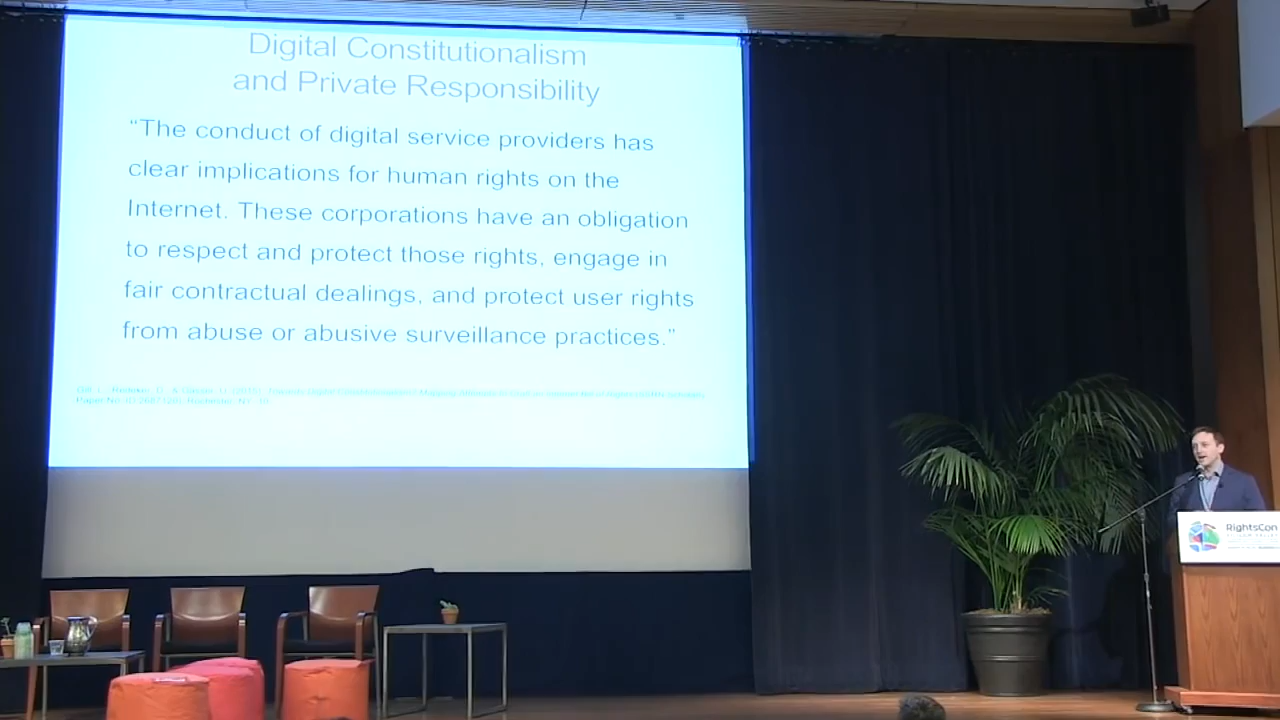 Digital Constitutionalism
and Private Responsibility
“The conduct of digital service providers has
clear implications for human rights on the
Internet. These corporations have an obligation
to respect and protect those rights, engage in
fair contractual dealings, and protect user rights
from abuse or abusive surveillance practices.”
RightsCon